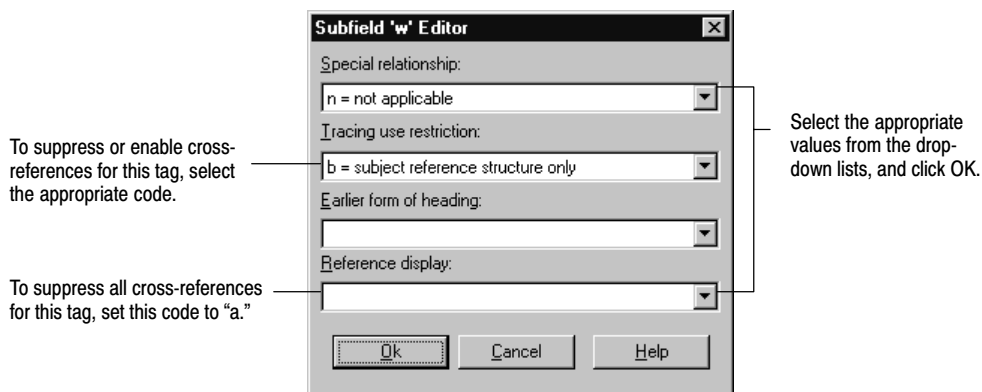 Subfield 'w' Editor
Special relationship:
n = not applicable
Tracing use restriction:
b = subject reference structure only
Earlier form of heading:
Reference display:
Ok
Cancel
Help
To suppress or enable cross-
references for this tag, select
the appropriate code.
To suppress all cross-references
for this tag, set this code to “a.”
Select the appropriate
values from the drop-
down lists, and click OK.